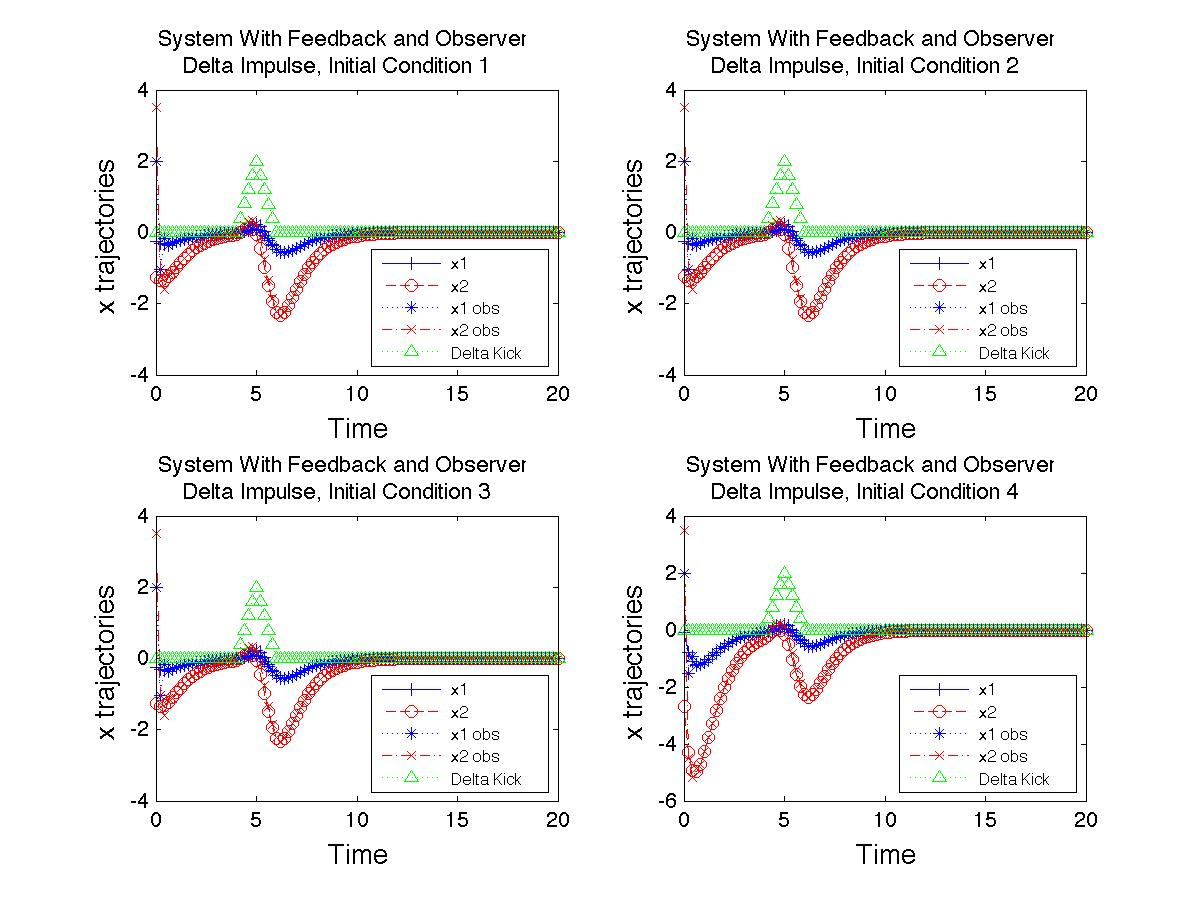 System With Feedback and Observer
Delta Impulse, Initial Condition 1
4
2
0
-2
-4
x trajectories
x1
x2
x1 obs
x2 obs
Delta Kick
0 5 10 15 20
Time
System With Feedback and Observer
Delta Impulse, Initial Condition 2
4
2
0
-2
-4
x trajectories
x1
x2
x1 obs
x2 obs
Delta Kick
0 5 10 15 20
Time
System With Feedback and Observer
Delta Impulse, Initial Condition 3
4
2
0
-2
-4
x trajectories
x1
x2
x1 obs
x2 obs
Delta Kick
0 5 10 15 20
Time
System With Feedback and Observer
Delta Impulse, Initial Condition 4
4
2
0
-2
-4
-6
x trajectories
x1
x2
x1 obs
x2 obs
Delta Kick
0 5 10 15 20
Time